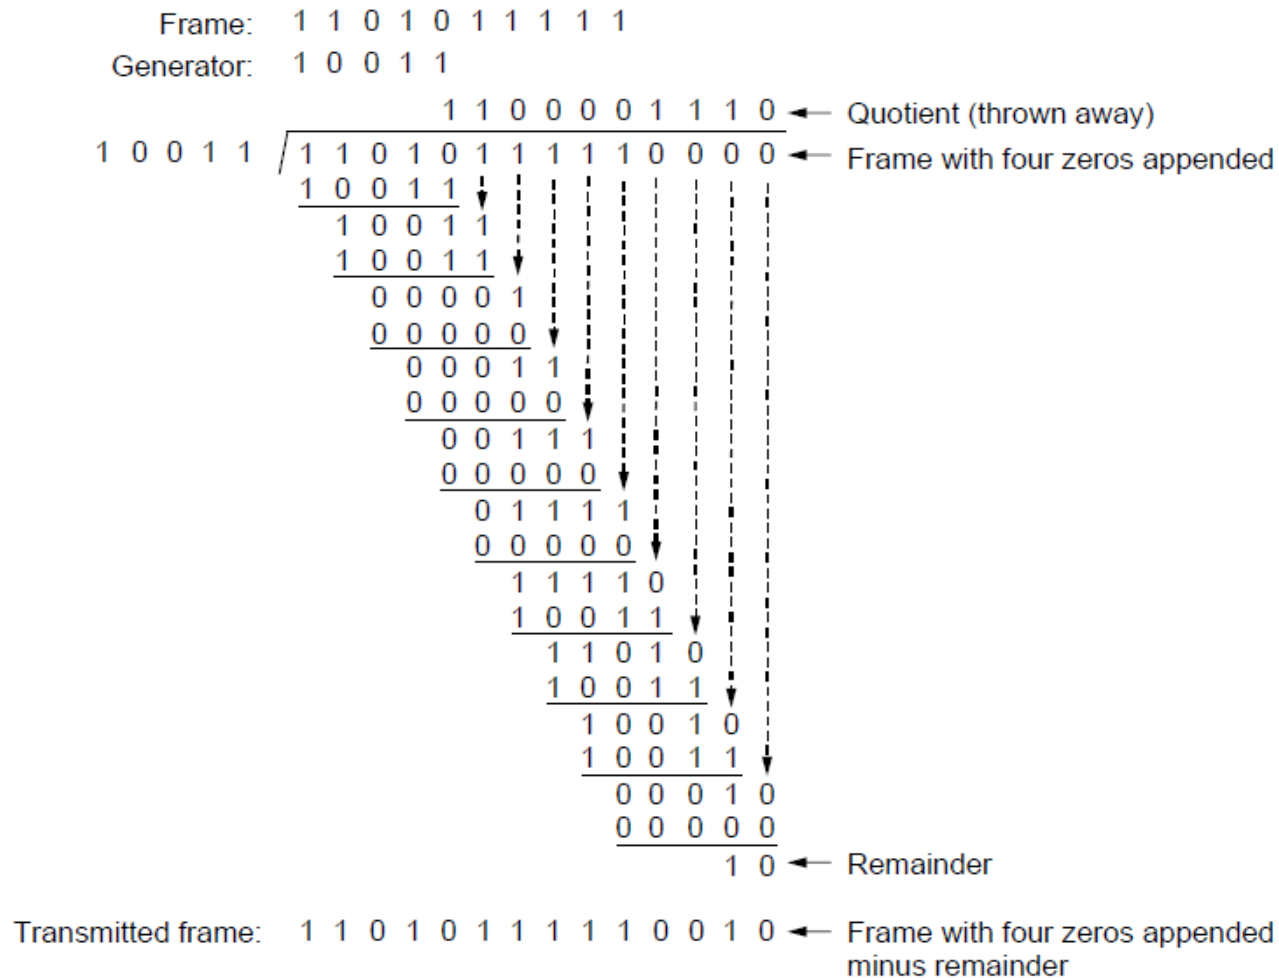 Frame: 1 1 0 1 0 1 1 1 1 1
Generator: 1 0 0 1 1
1 1 0 0 0 0 1 1 1 0 Quotient (thrown away)
1 0 0 1 1 1 1 0 1 0 1 1 1 1 1 0 0 0 0 Frame with four zeros appended
1 0 0 1 1
1 0 0 1 1
1 0 0 1 1
0 0 0 0 1
0 0 0 0 0
0 0 0 1 1
0 0 0 0 0
0 0 1 1 1
0 0 0 0 0
0 1 1 1 1
0 0 0 0 0
1 1 1 1 0
1 0 0 1 1
1 1 0 1 0
1 0 0 1 1
1 0 0 1 0
1 0 0 1 1
0 0 0 1 0
0 0 0 0 0
1 0 Remainder
Transmitted frame: 1 1 0 1 0 1 1 1 1 1 0 0 1 0 Frame with four zeros appended
minus remainder